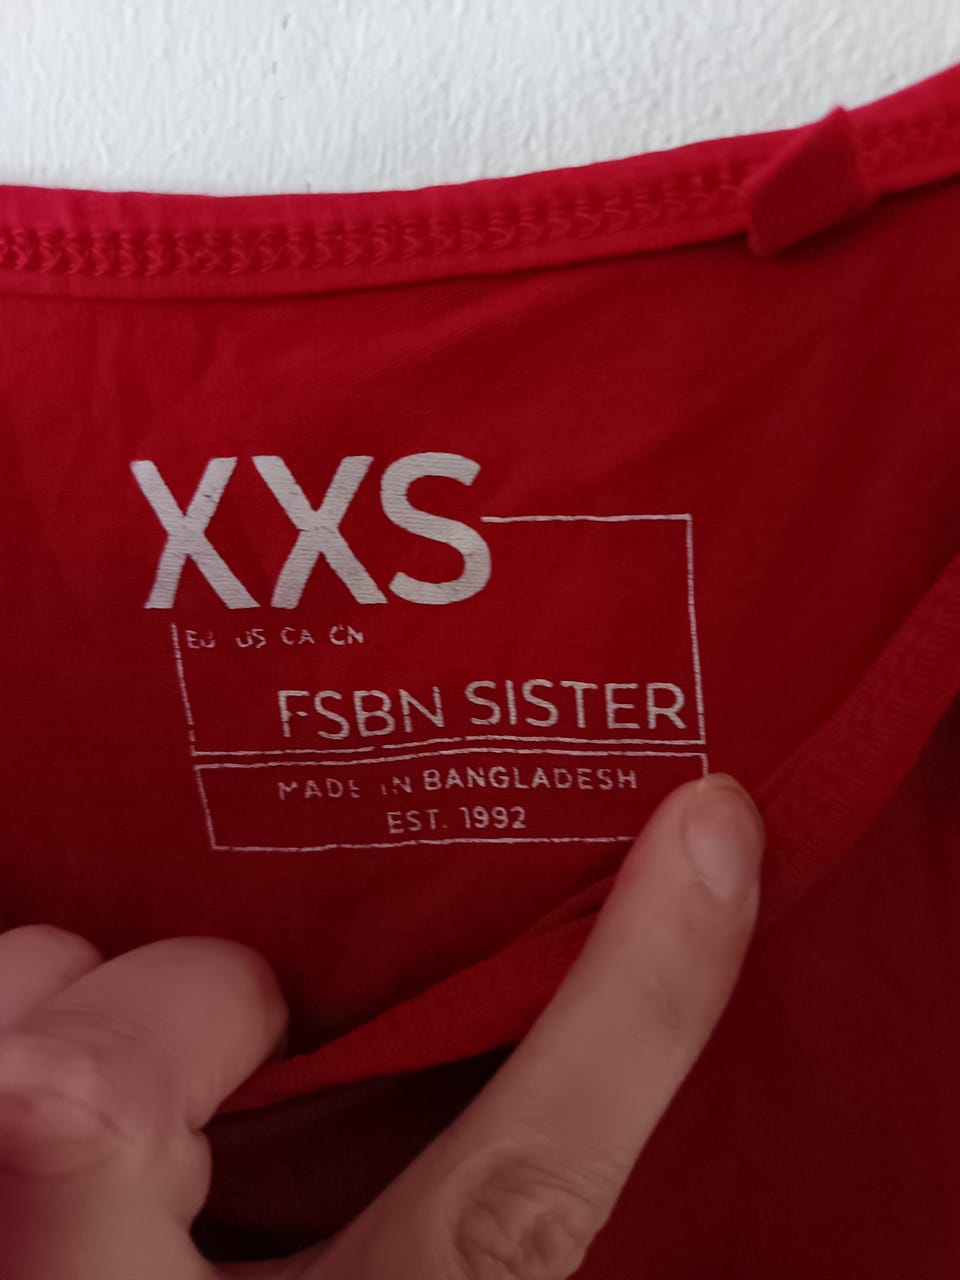 XXS
EU US CA CN
FSBN SISTER
MADE IN BANGLADESH
EST. 1992